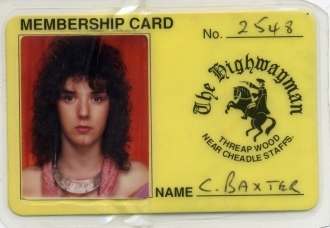 MEMBERSHIP CARD
No. 2548
The Highwayman
THREAP WOOD
NEAR CHEADLE STAFFS.
NAME C. BAXTER